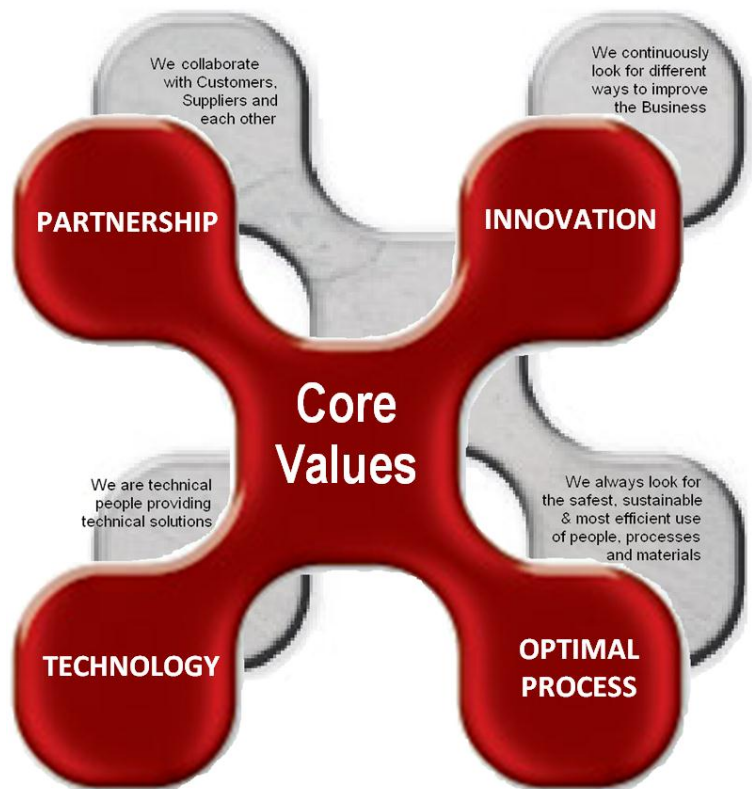 We collaborate
with Customers,
Suppliers and
each other
We continuously
look for different
ways to improve
the Business
PARTNERSHIP
INNOVATION
Core
Values
We are technical
people providing
technical solutions
We always look for
the safest, sustainable
& most efficient use
of people, processes
and materials
TECHNOLOGY
OPTIMAL
PROCESS